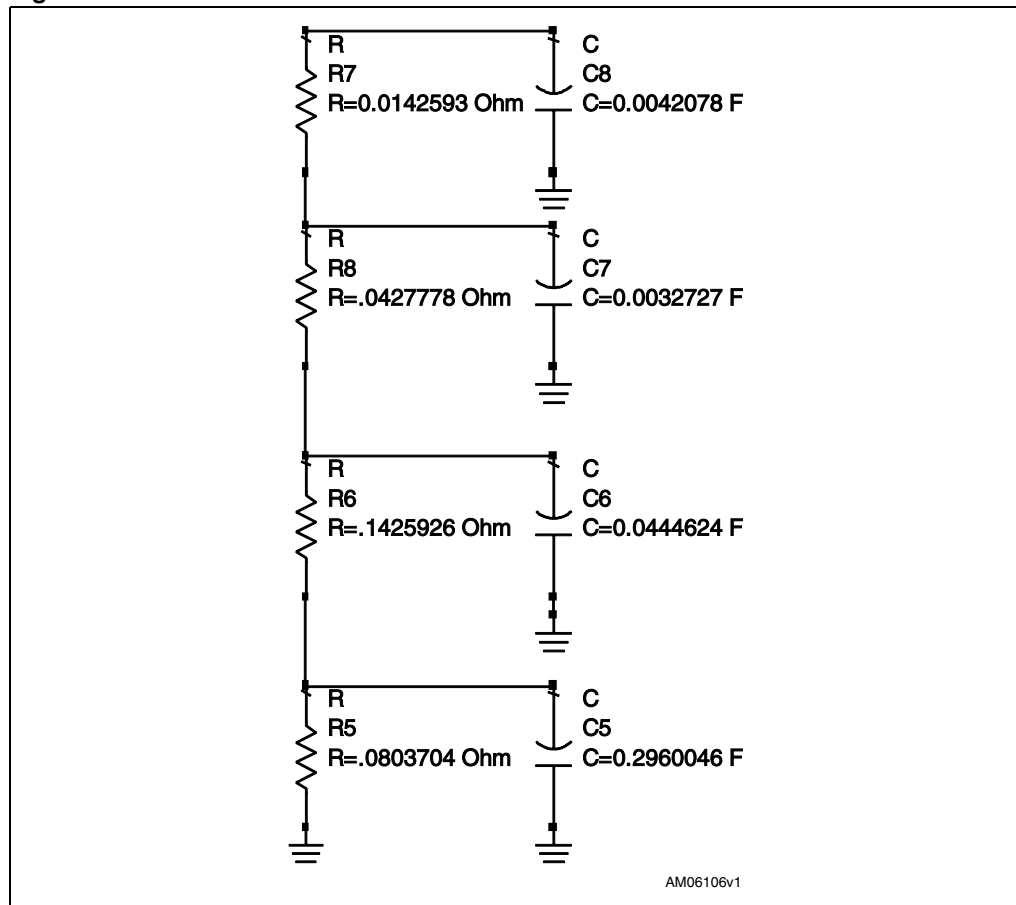 R
R7
R=0.0142593 Ohm
C
C8
C=0.0042078 F
R
R8
R=.0427778 Ohm
C
C7
C=0.0032727 F
R
R6
R=.1425926 Ohm
C
C6
C=0.0444624 F
R
R5
R=.0803704 Ohm
C
C5
C=0.2960046 F
AM06106v1